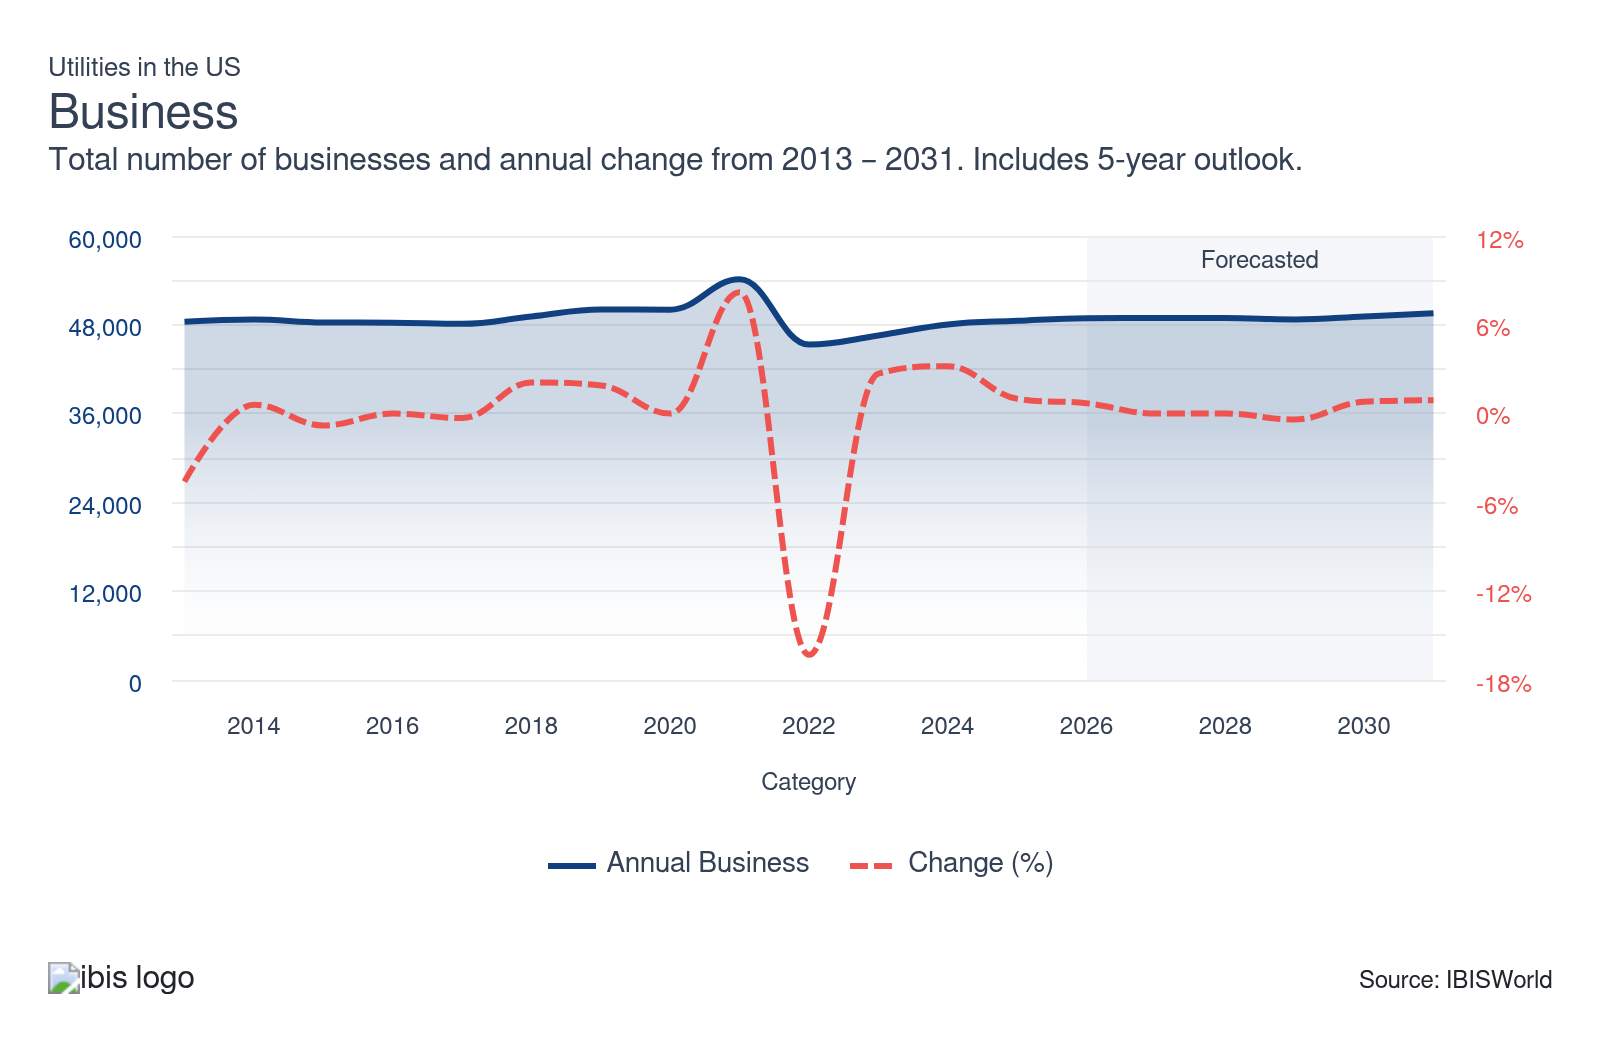 Utilities in the US
Business
Total number of businesses and annual change from 2013 – 2031. Includes 5-year outlook.
60,000
48,000
36,000
24,000
12,000
0
Forecasted
12%
6%
0%
-6%
-12%
-18%
2014 2016 2018 2020 2022 2024 2026 2028 2030
Category
Annual Business Change (%)
ibis logo
Source: IBISWorld